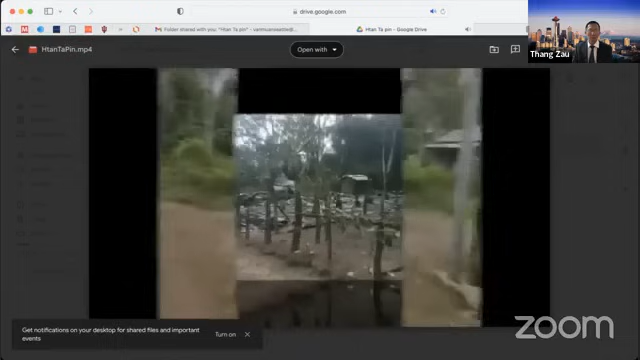 drive.google.com
Folder shared with you: "Htan Ta pin"
Htan Ta pin – Google Drive
HtanTaPin.mp4
Open with
Thang Zau
Get notifications on your desktop for shared files and important
events
Turn on
zoom